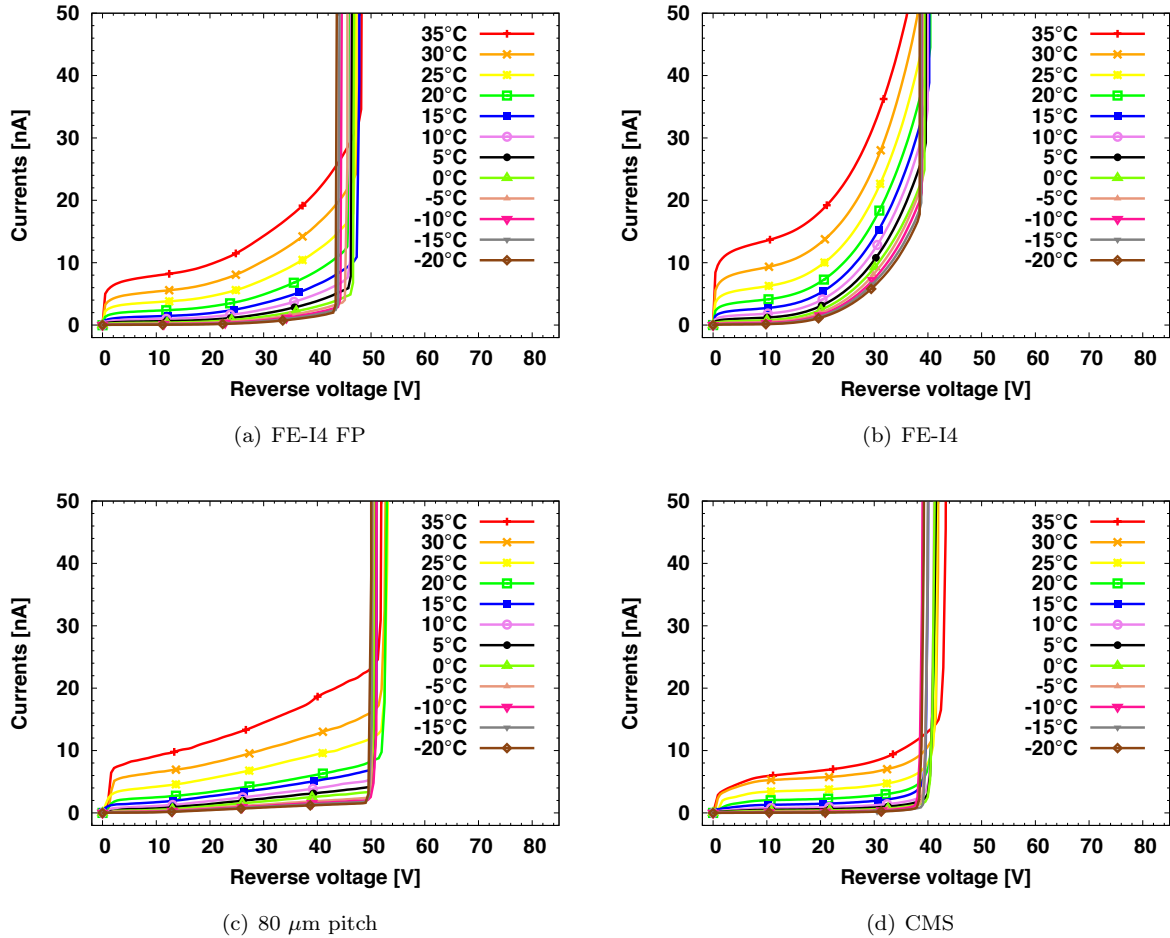 50
40
30
20
10
0
Currents [nA]
35°C
30°C
25°C
20°C
15°C
10°C
5°C
0°C
-5°C
-10°C
-15°C
-20°C
0 10 20 30 40 50 60 70 80
Reverse voltage [V]
(a) FE-I4 FP
50
40
30
20
10
0
Currents [nA]
35°C
30°C
25°C
20°C
15°C
10°C
5°C
0°C
-5°C
-10°C
-15°C
-20°C
0 10 20 30 40 50 60 70 80
Reverse voltage [V]
(b) FE-I4
50
40
30
20
10
0
Currents [nA]
35°C
30°C
25°C
20°C
15°C
10°C
5°C
0°C
-5°C
-10°C
-15°C
-20°C
0 10 20 30 40 50 60 70 80
Reverse voltage [V]
(c) 80 μm pitch
50
40
30
20
10
0
Currents [nA]
35°C
30°C
25°C
20°C
15°C
10°C
5°C
0°C
-5°C
-10°C
-15°C
-20°C
0 10 20 30 40 50 60 70 80
Reverse voltage [V]
(d) CMS